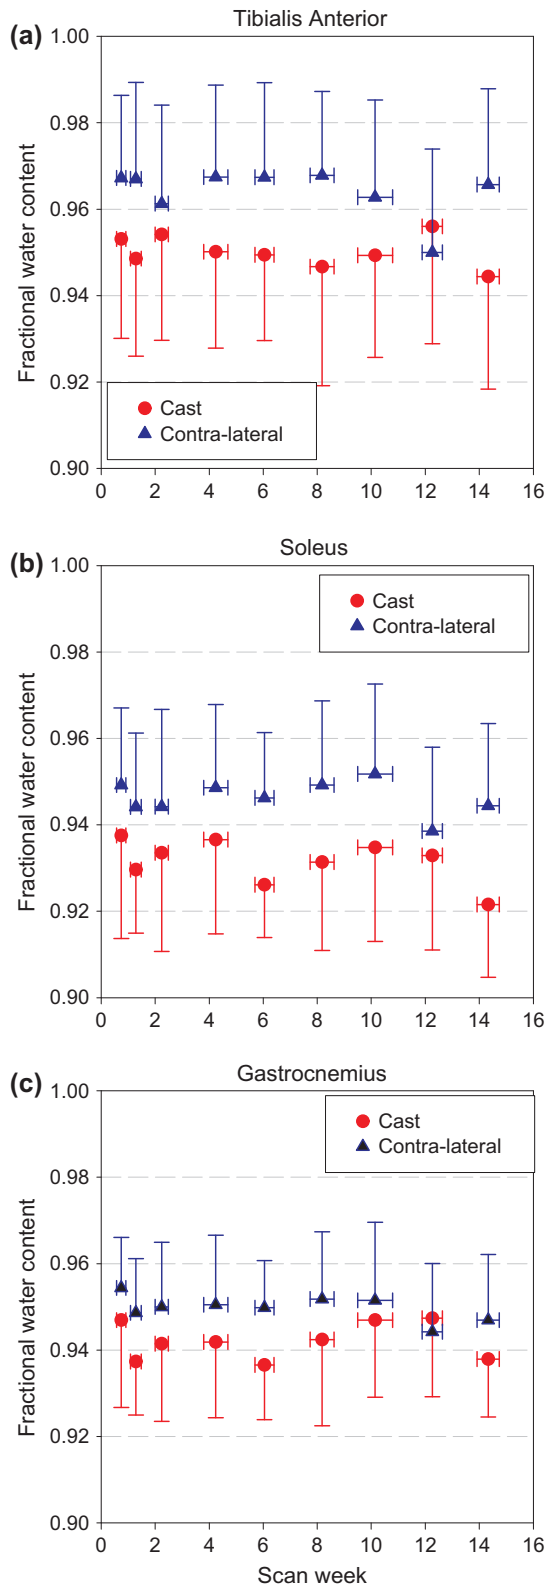 (a)
Tibialis Anterior
1.00
0.98
0.96
0.94
0.92
0.90
Fractional water content
Cast
Contra-lateral
0 2 4 6 8 10 12 14 16
(b)
Soleus
1.00
0.98
0.96
0.94
0.92
0.90
Fractional water content
Cast
Contra-lateral
0 2 4 6 8 10 12 14 16
(c)
Gastrocnemius
1.00
0.98
0.96
0.94
0.92
0.90
Fractional water content
Cast
Contra-lateral
0 2 4 6 8 10 12 14 16
Scan week